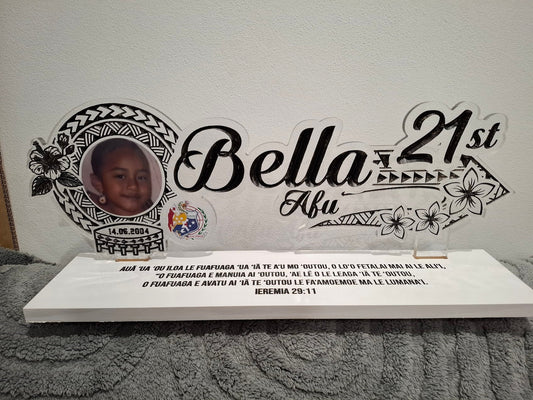 Bella
Afu
21st
14.06.2004
AUĀ 'UA 'OU ILOA LE FUAFUAGA 'UA 'IĀ TE A'U MO 'OUTOU, O LO'O FETALAI MAI AI LE ALI'I,
"O FUAFUAGA E MANUIA AI 'OUTOU, 'AE LĒ O LE LEAGA 'IĀ TE 'OUTOU,
O FUAFUAGA E AVATU AI 'IĀ TE 'OUTOU LE FA'AMOEMOE MA LE LUMANA'I.
IEREMIA 29:11